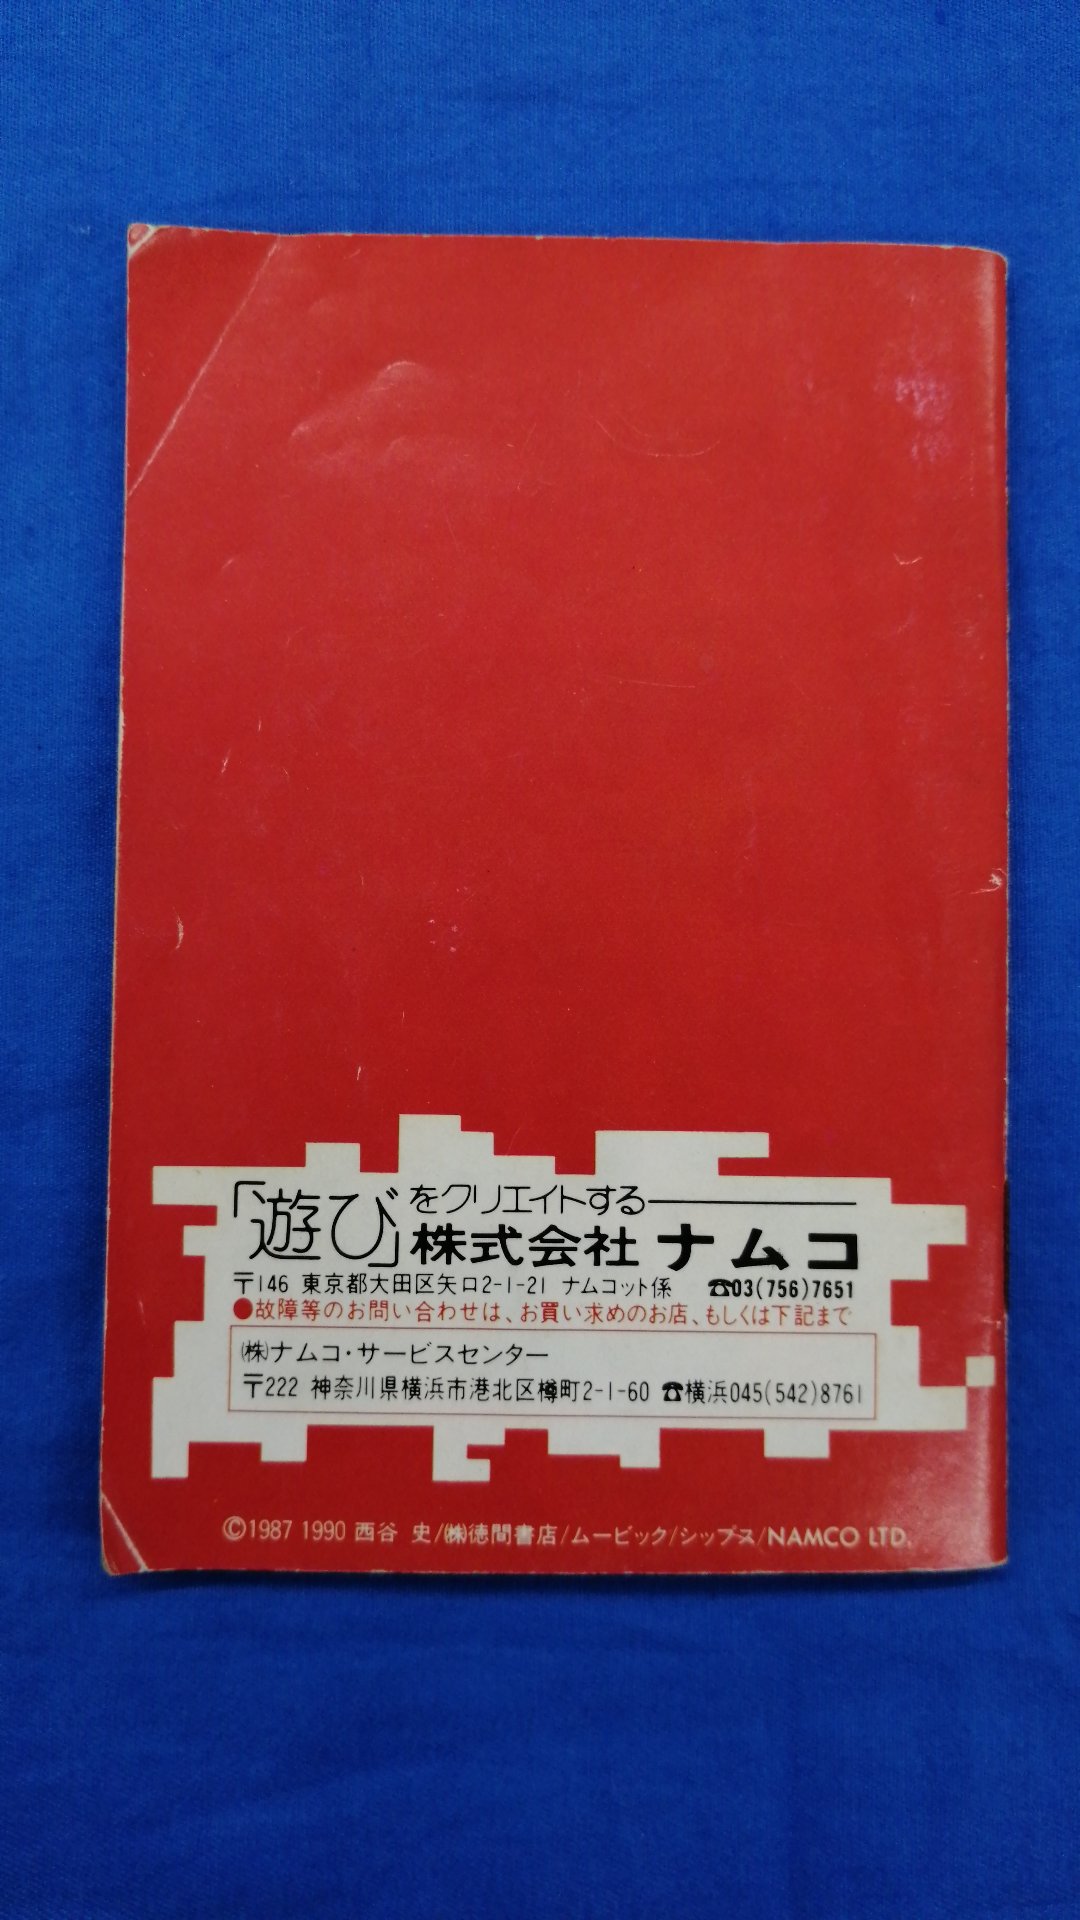 「遊び」をクリエイトする
株式会社ナムコ
〒146 東京都大田区矢口2-1-21 ナムコット係 ☎03(756)7651
●故障等のお問い合わせは、お買い求めのお店、もしくは下記まで
㈱ナムコ・サービスセンター
〒222 神奈川県横浜市港北区樽町2-1-60 ☎横浜045(542)8761
©1987 1990 西谷 史/㈱徳間書店/ムービック/シップス/NAMCO LTD.